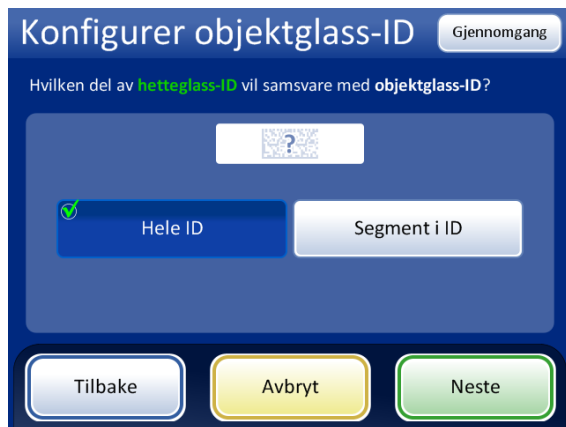 Konfigurer objektglass-ID
Gjennomgang
Hvilken del av hetteglass-ID vil samsvare med objektglass-ID?
?
Hele ID
Segment i ID
Tilbake
Avbryt
Neste